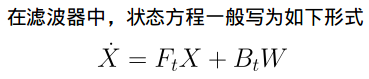 在滤波器中，状态方程一般写为如下形式
Ẋ = F_t X + B_t W